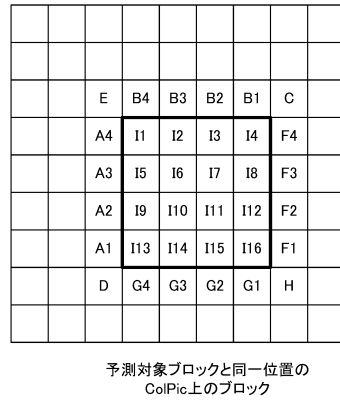 E B4 B3 B2 B1 C
A4 I1 I2 I3 I4 F4
A3 I5 I6 I7 I8 F3
A2 I9 I10 I11 I12 F2
A1 I13 I14 I15 I16 F1
D G4 G3 G2 G1 H
予測対象ブロックと同一位置の
ColPic上のブロック